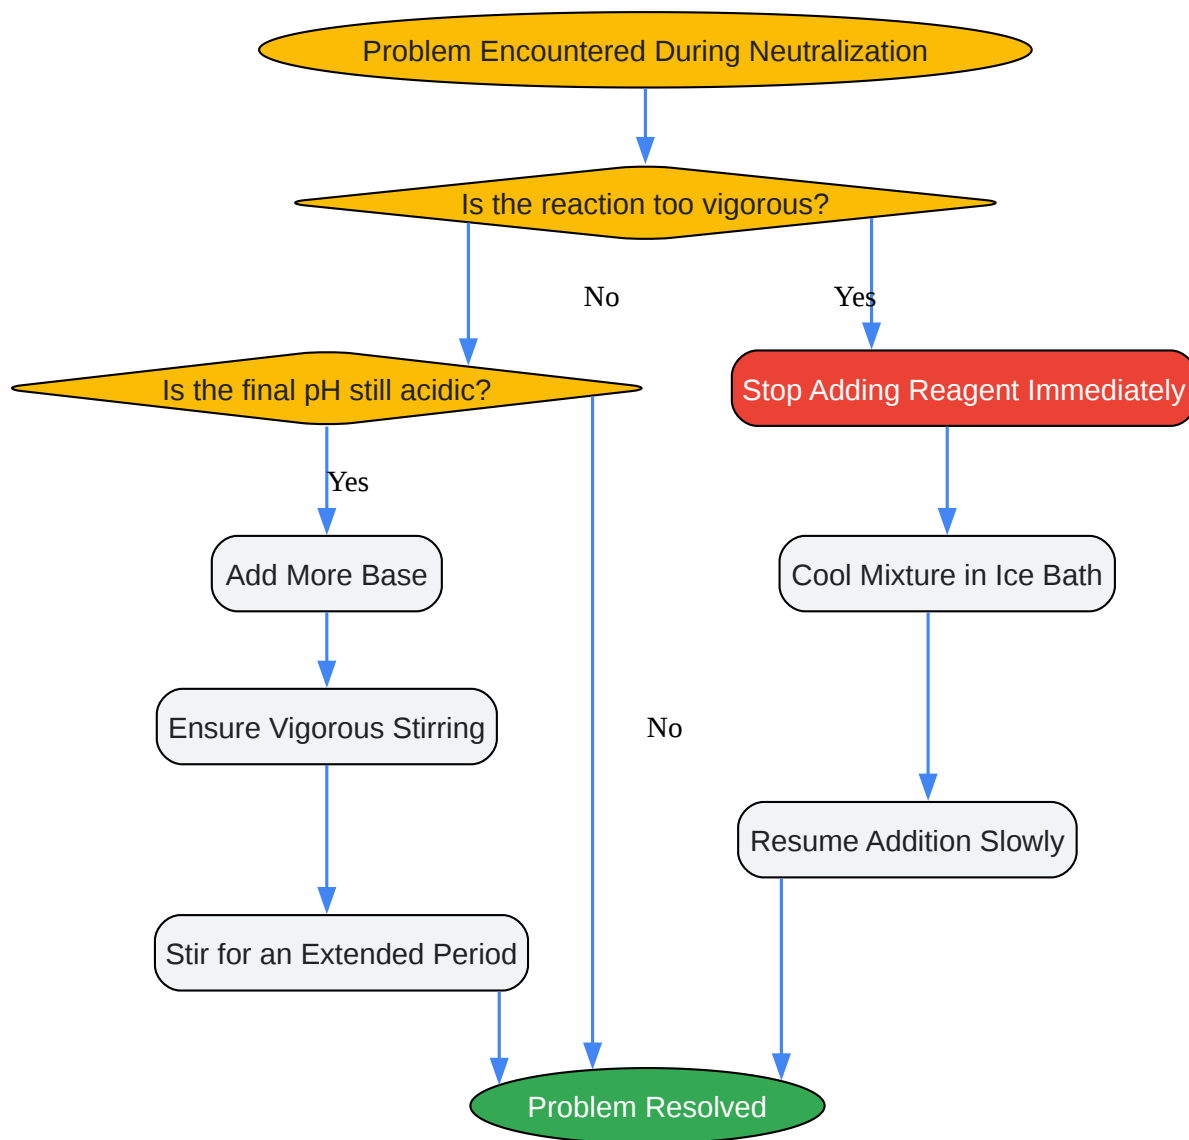 Problem Encountered During Neutralization
Is the reaction too vigorous?
No
Yes
Is the final pH still acidic?
Stop Adding Reagent Immediately
Yes
Add More Base
Cool Mixture in Ice Bath
Ensure Vigorous Stirring
No
Resume Addition Slowly
Stir for an Extended Period
Problem Resolved